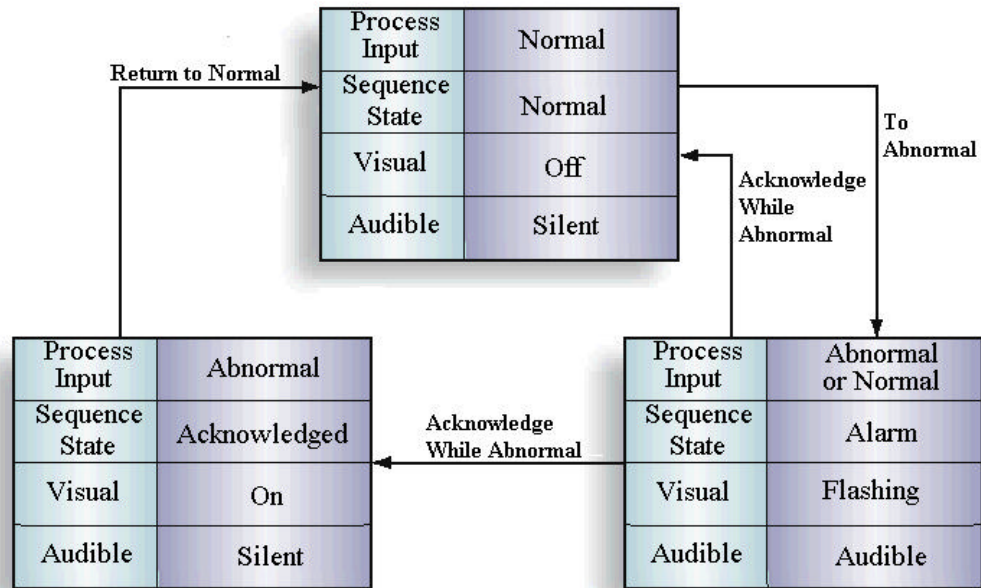 Process
Input
Normal
Sequence
State
Normal
Visual
Off
Audible
Silent
Return to Normal
To
Abnormal
Acknowledge
While
Abnormal
Process
Input
Abnormal
Sequence
State
Acknowledged
Visual
On
Audible
Silent
Acknowledge
While Abnormal
Process
Input
Abnormal
or Normal
Sequence
State
Alarm
Visual
Flashing
Audible
Audible